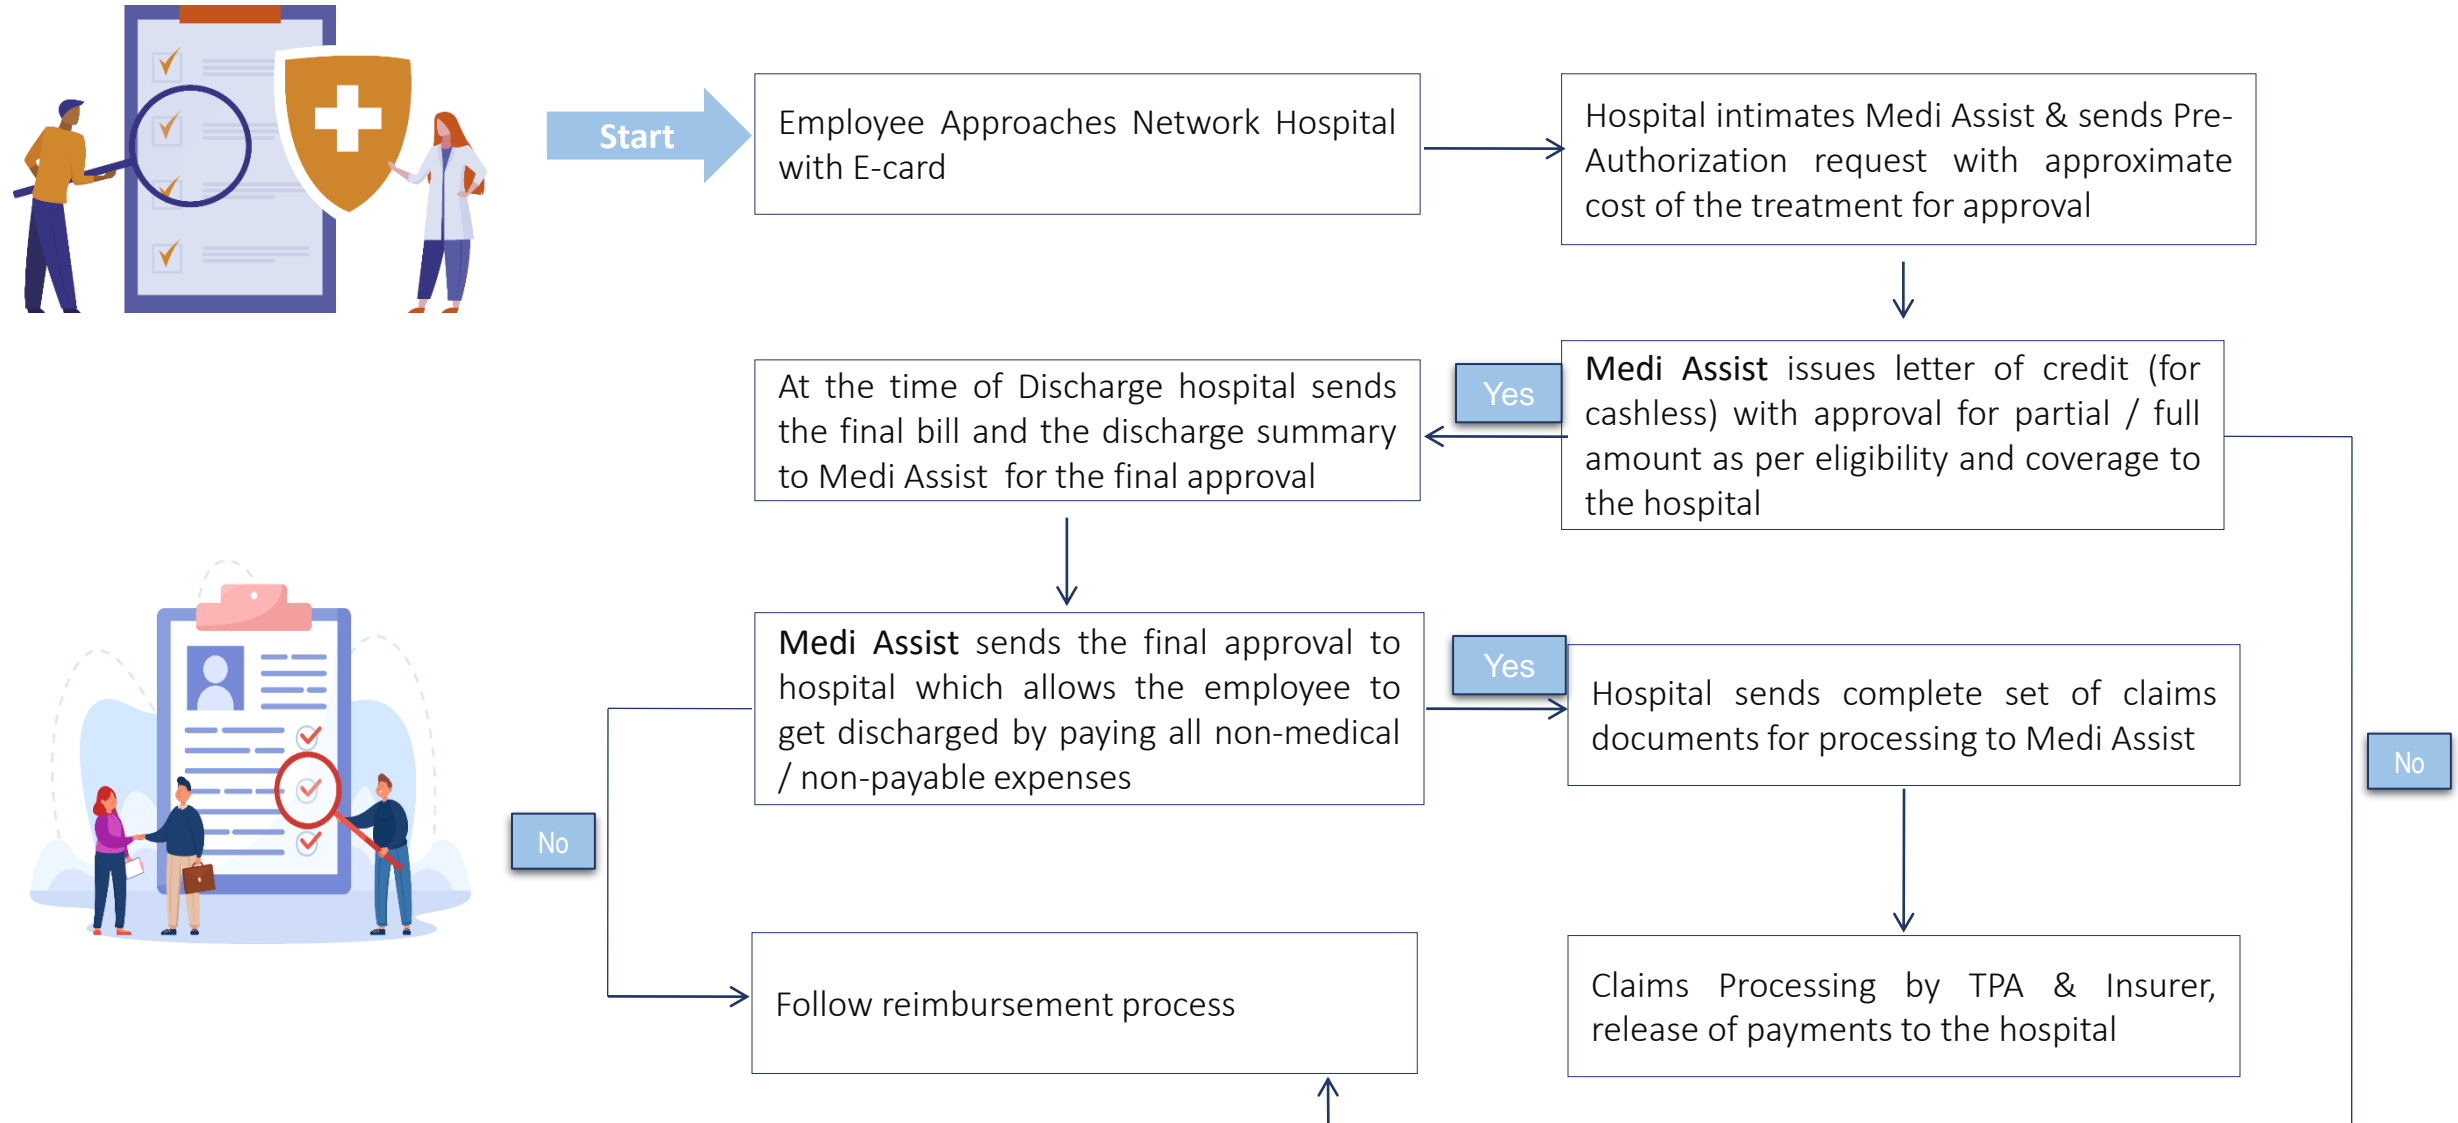 Start
Employee Approaches Network Hospital
with E-card
Hospital intimates Medi Assist & sends Pre-
Authorization request with approximate
cost of the treatment for approval
Medi Assist issues letter of credit (for
cashless) with approval for partial / full
amount as per eligibility and coverage to
the hospital
Yes
At the time of Discharge hospital sends
the final bill and the discharge summary
to Medi Assist for the final approval
Medi Assist sends the final approval to
hospital which allows the employee to
get discharged by paying all non-medical
/ non-payable expenses
Yes
Hospital sends complete set of claims
documents for processing to Medi Assist
No
No
Follow reimbursement process
Claims Processing by TPA & Insurer,
release of payments to the hospital